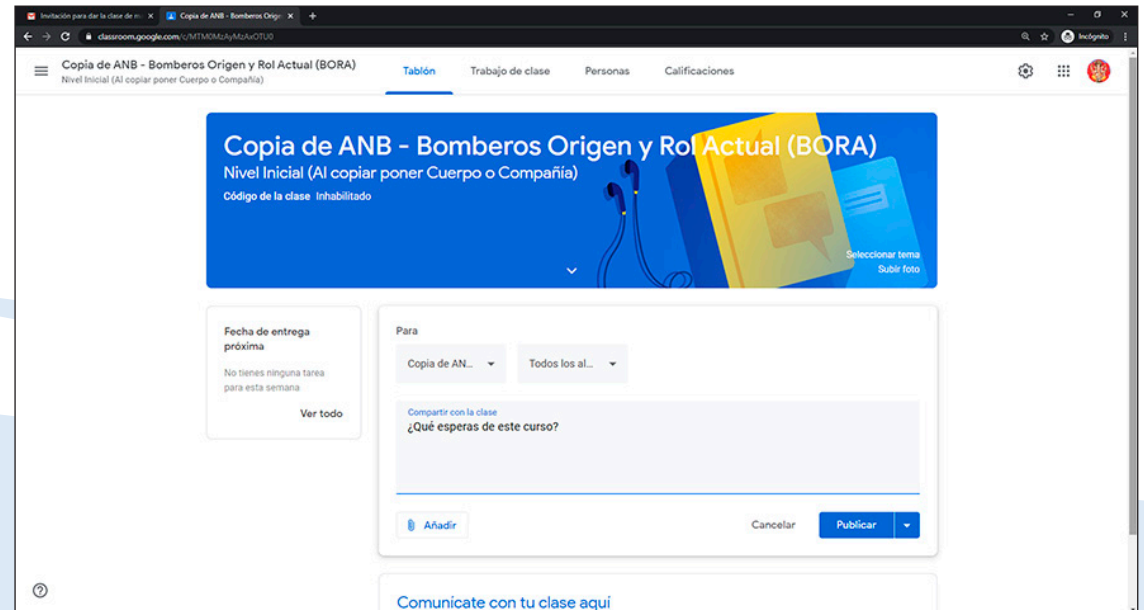 Invitación para dar la clase de m
Copia de ANB - Bomberos Orige
classroom.google.com/c/MTM0MzAyMzAxOTU0
Incógnito
Copia de ANB - Bomberos Origen y Rol Actual (BORA)
Nivel Inicial (Al copiar poner Cuerpo o Compañía)
Tablón
Trabajo de clase
Personas
Calificaciones
Copia de ANB - Bomberos Origen y Rol Actual (BORA)
Nivel Inicial (Al copiar poner Cuerpo o Compañía)
Código de la clase Inhabilitado
Seleccionar tema
Subir foto
Fecha de entrega
próxima
No tienes ninguna tarea
para esta semana
Ver todo
Para
Copia de AN...
Todos los al...
Compartir con la clase
¿Qué esperas de este curso?
Añadir
Cancelar
Publicar
Comunícate con tu clase aquí